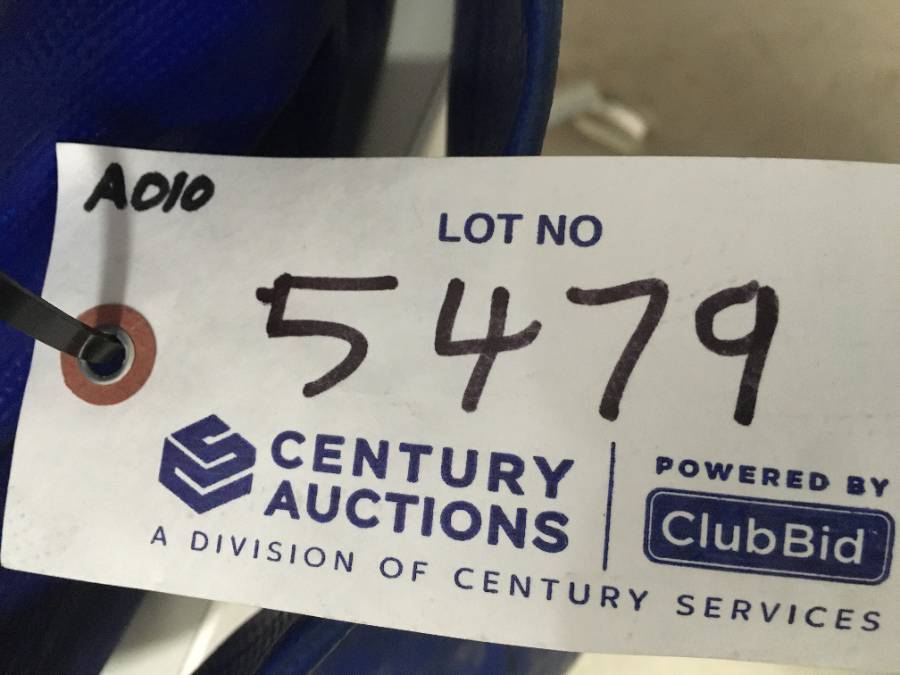 A010
LOT NO
5479
CENTURY
AUCTIONS
A DIVISION OF CENTURY SERVICES
POWERED BY
ClubBid